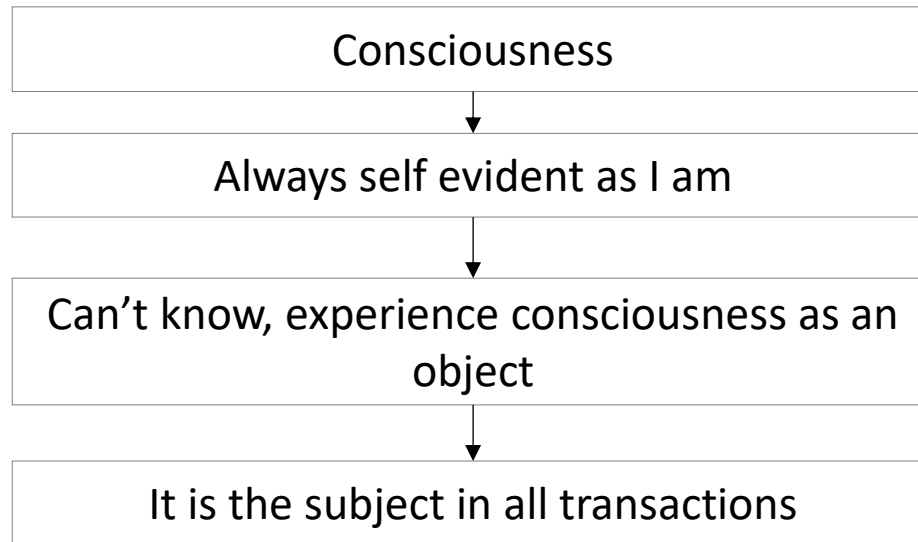 Consciousness
Always self evident as I am
Can’t know, experience consciousness as an
object
It is the subject in all transactions